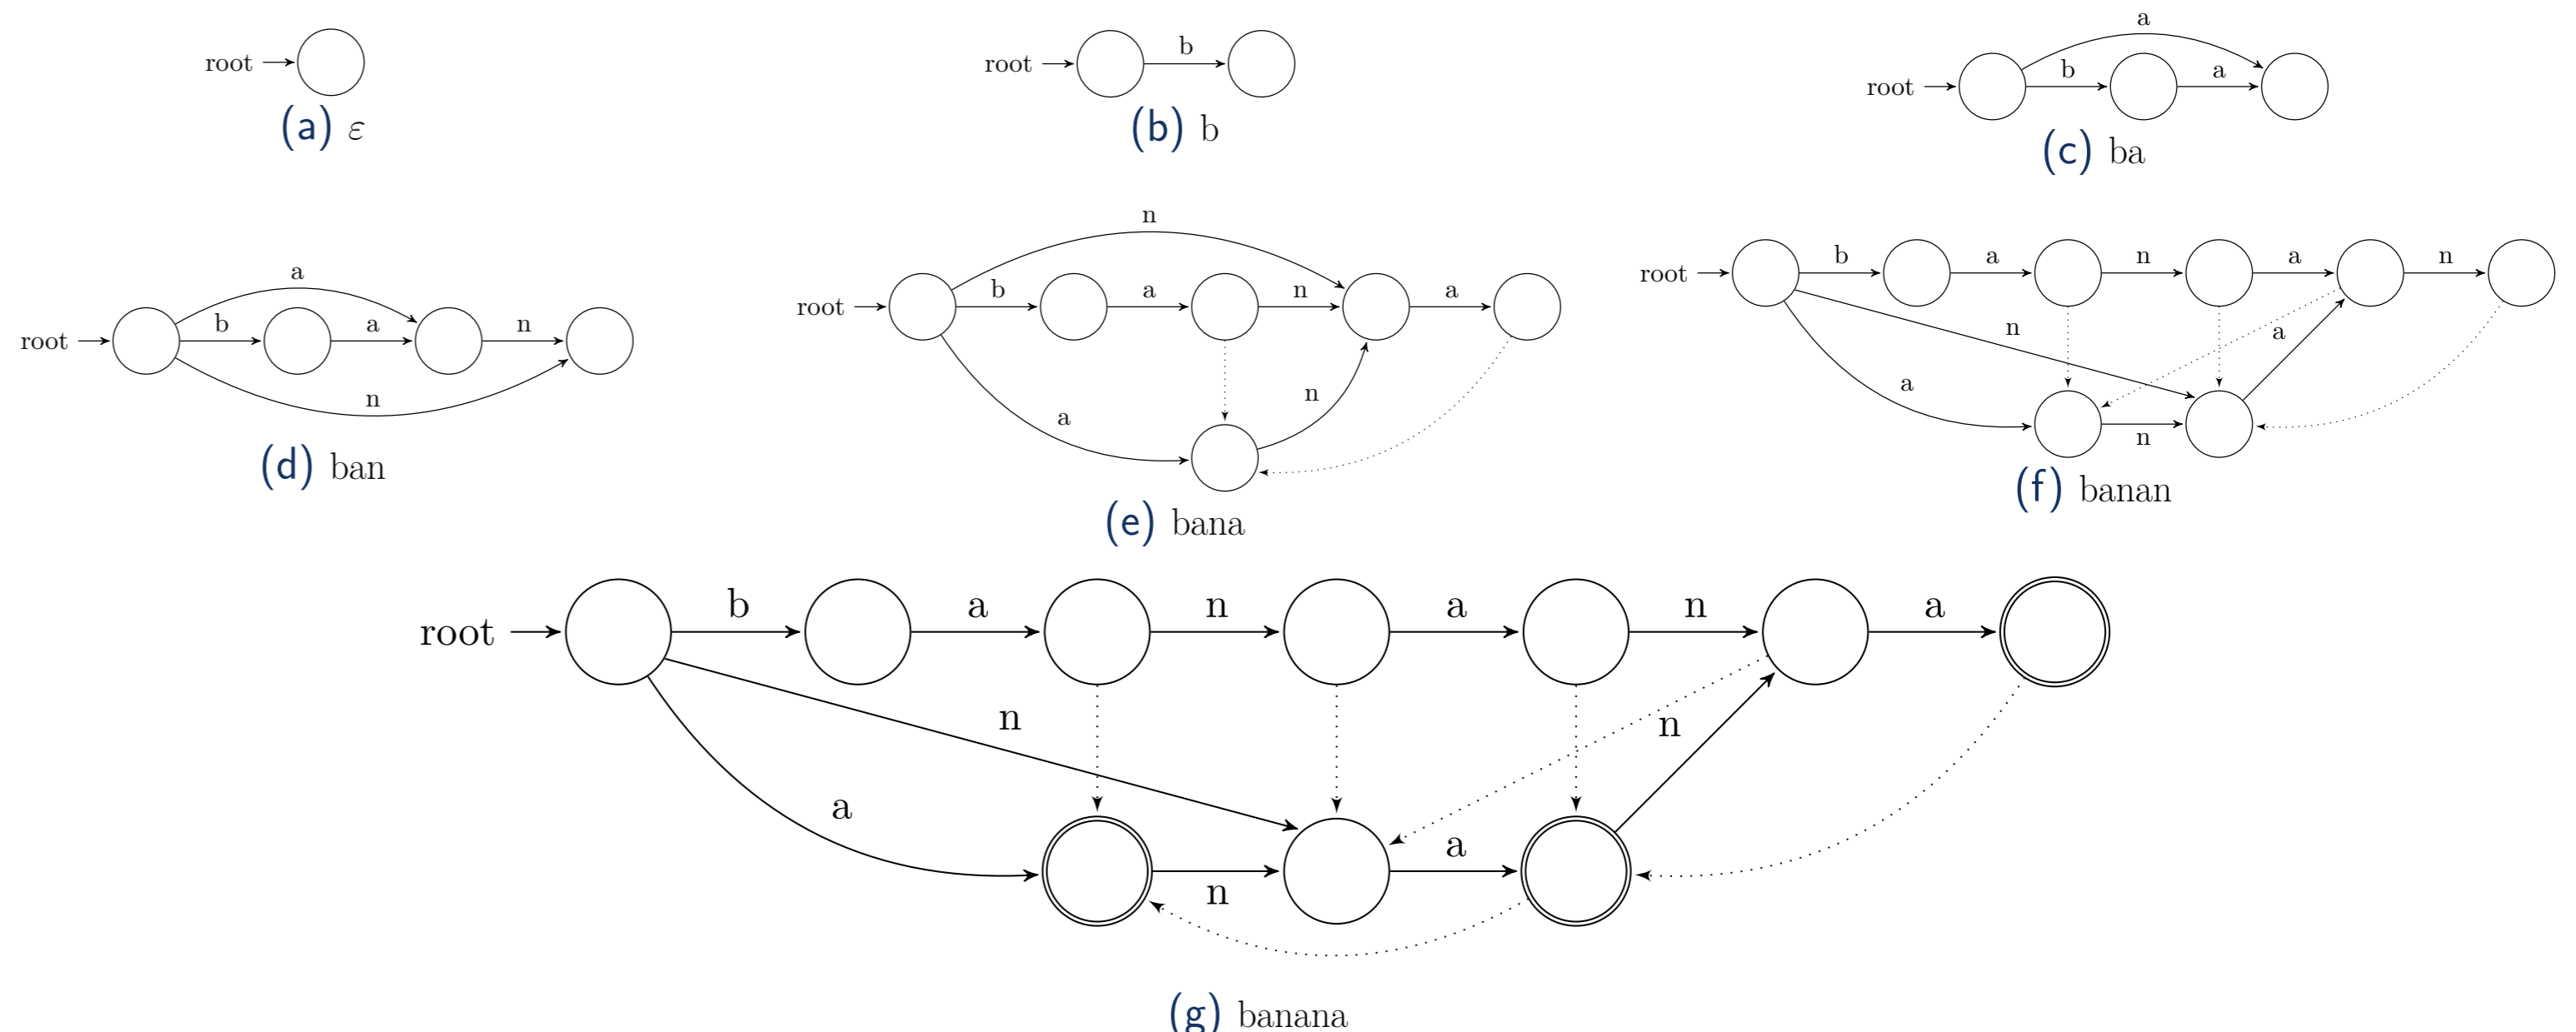 root
(a) ε
root b
(b) b
a
root b a
(c) ba
a
root b a n
n
(d) ban
n
root b a n a
a n
(e) bana
root b a n a n
n a
a
n
(f) banan
root b a n a n a
n n
a
a
n
(g) banana